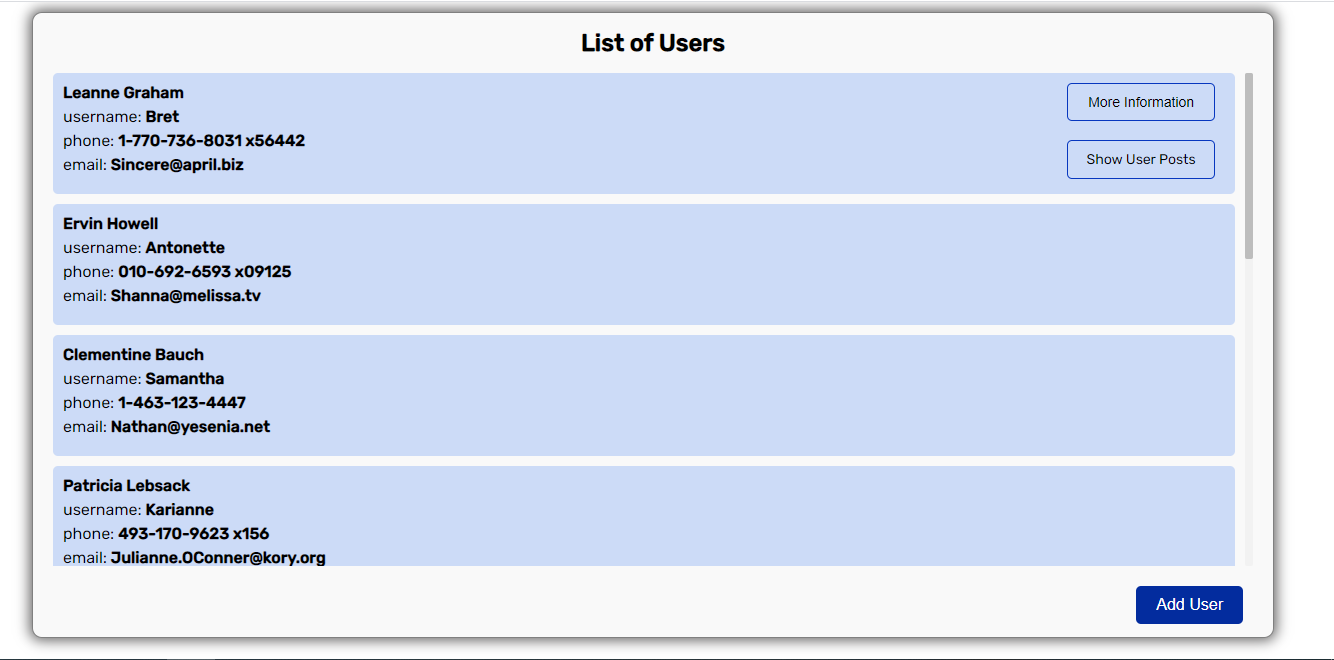 List of Users
Leanne Graham
username: Bret
phone: 1-770-736-8031 x56442
email: Sincere@april.biz
More Information
Show User Posts
Ervin Howell
username: Antonette
phone: 010-692-6593 x09125
email: Shanna@melissa.tv
Clementine Bauch
username: Samantha
phone: 1-463-123-4447
email: Nathan@yesenia.net
Patricia Lebsack
username: Karianne
phone: 493-170-9623 x156
email: Julianne.OConner@kory.org
Add User